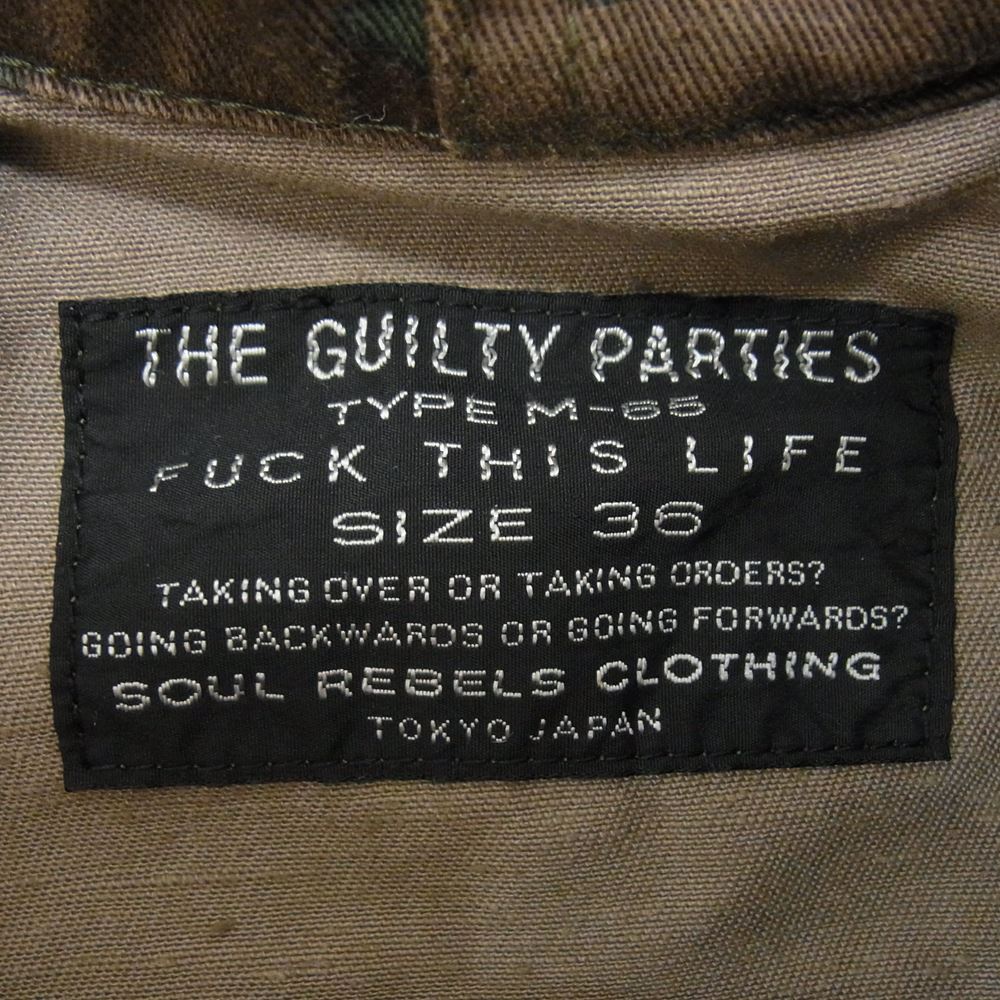 THE GUILTY PARTIES
TYPE M-65
FUCK THIS LIFE
SIZE 36
TAKING OVER OR TAKING ORDERS?
GOING BACKWARDS OR GOING FORWARDS?
SOUL REBELS CLOTHING
TOKYO JAPAN